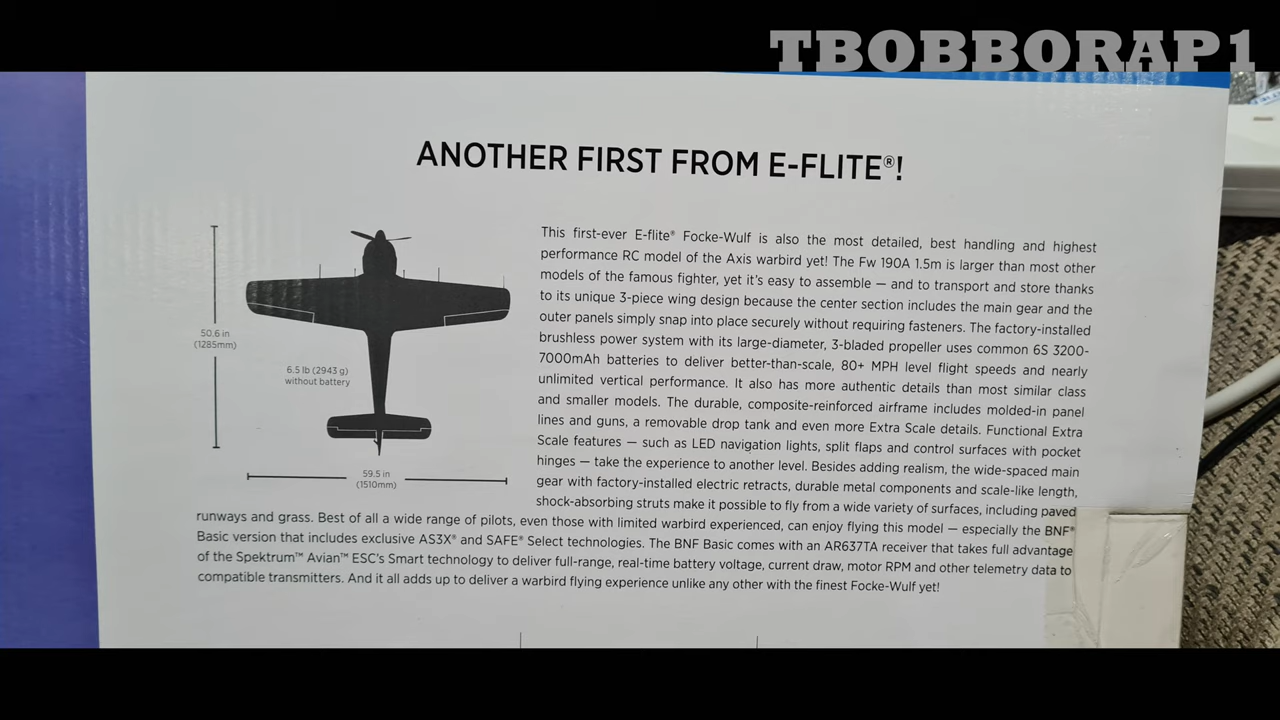 TBOBBORAP1
ANOTHER FIRST FROM E-FLITE®!
This first-ever E-flite® Focke-Wulf is also the most detailed, best handling and highest
performance RC model of the Axis warbird yet! The Fw 190A 1.5m is larger than most other
models of the famous fighter, yet it's easy to assemble — and to transport and store thanks
to its unique 3-piece wing design because the center section includes the main gear and the
outer panels simply snap into place securely without requiring fasteners. The factory-installed
brushless power system with its large-diameter, 3-bladed propeller uses common 6S 3200-
7000mAh batteries to deliver better-than-scale, 80+ MPH level flight speeds and nearly
unlimited vertical performance. It also has more authentic details than most similar class
and smaller models. The durable, composite-reinforced airframe includes molded-in panel
lines and guns, a removable drop tank and even more Extra Scale details. Functional Extra
Scale features — such as LED navigation lights, split flaps and control surfaces with pocket
hinges — take the experience to another level. Besides adding realism, the wide-spaced main
gear with factory-installed electric retracts, durable metal components and scale-like length,
shock-absorbing struts make it possible to fly from a wide variety of surfaces, including paved
runways and grass. Best of all a wide range of pilots, even those with limited warbird experienced, can enjoy flying this model — especially the BNF®
Basic version that includes exclusive AS3X® and SAFE® Select technologies. The BNF Basic comes with an AR637TA receiver that takes full advantage
of the Spektrum™ Avian™ ESC's Smart technology to deliver full-range, real-time battery voltage, current draw, motor RPM and other telemetry data to
compatible transmitters. And it all adds up to deliver a warbird flying experience unlike any other with the finest Focke-Wulf yet!
50.6 in
(1285mm)
6.5 lb (2943 g)
without battery
59.5 in
(1510mm)